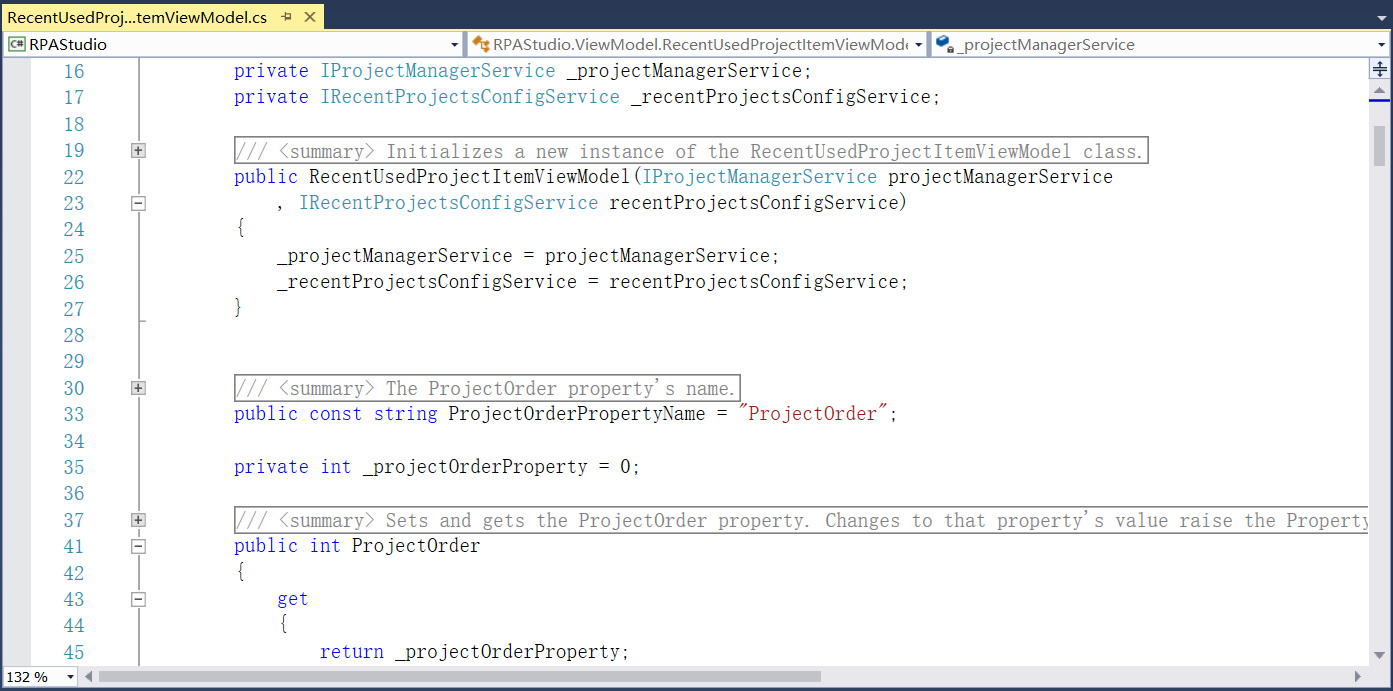 RecentUsedProj...temViewModel.cs
C# RPAStudio
RPAStudio.ViewModel.RecentUsedProjectItemViewMode
_projectManagerService
16 private IProjectManagerService _projectManagerService;
17 private IRecentProjectsConfigService _recentProjectsConfigService;
18
19 /// <summary> Initializes a new instance of the RecentUsedProjectItemViewModel class.
22 public RecentUsedProjectItemViewModel(IProjectManagerService projectManagerService
23 , IRecentProjectsConfigService recentProjectsConfigService)
24 {
25 _projectManagerService = projectManagerService;
26 _recentProjectsConfigService = recentProjectsConfigService;
27 }
28
29
30 /// <summary> The ProjectOrder property's name.
33 public const string ProjectOrderPropertyName = "ProjectOrder";
34
35 private int _projectOrderProperty = 0;
36
37 /// <summary> Sets and gets the ProjectOrder property. Changes to that property's value raise the Property
41 public int ProjectOrder
42 {
43 get
44 {
45 return _projectOrderProperty;
132 %